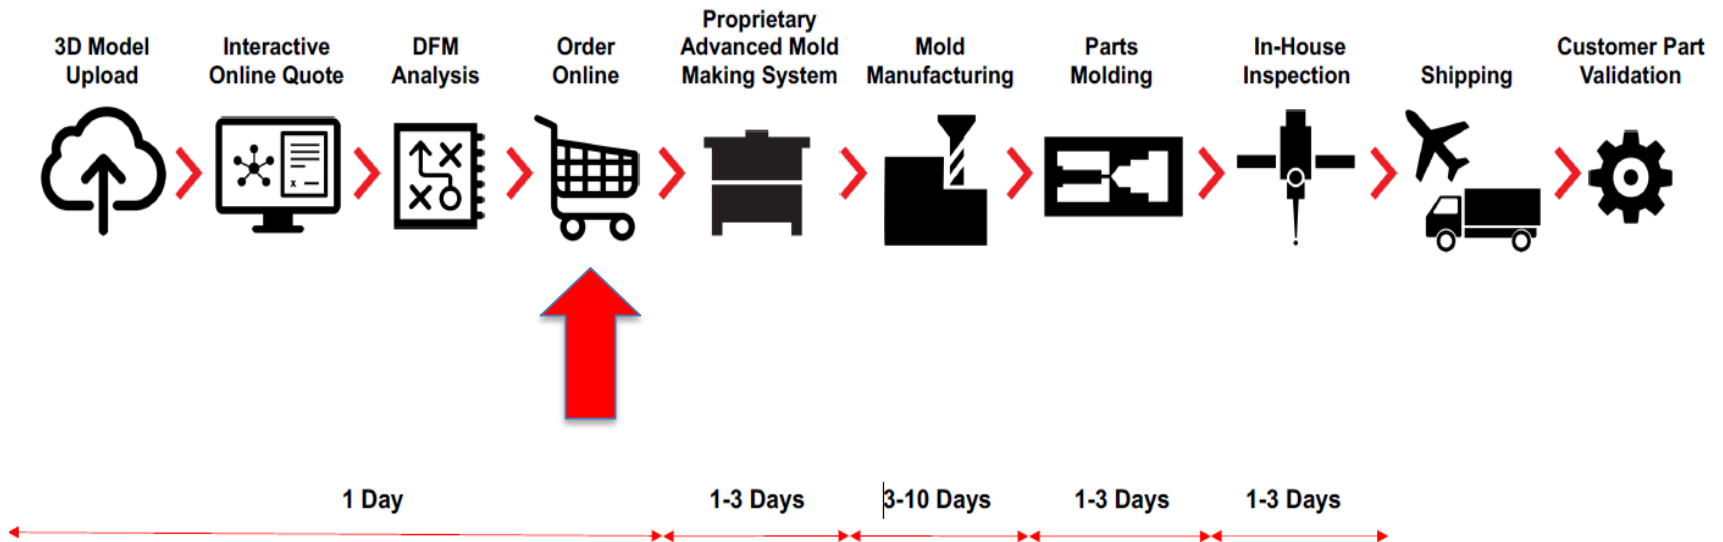 3D Model
Upload
Interactive
Online Quote
DFM
Analysis
Order
Online
Proprietary
Advanced Mold
Making System
Mold
Manufacturing
Parts
Molding
In-House
Inspection
Shipping
Customer Part
Validation
1 Day
1-3 Days
3-10 Days
1-3 Days
1-3 Days